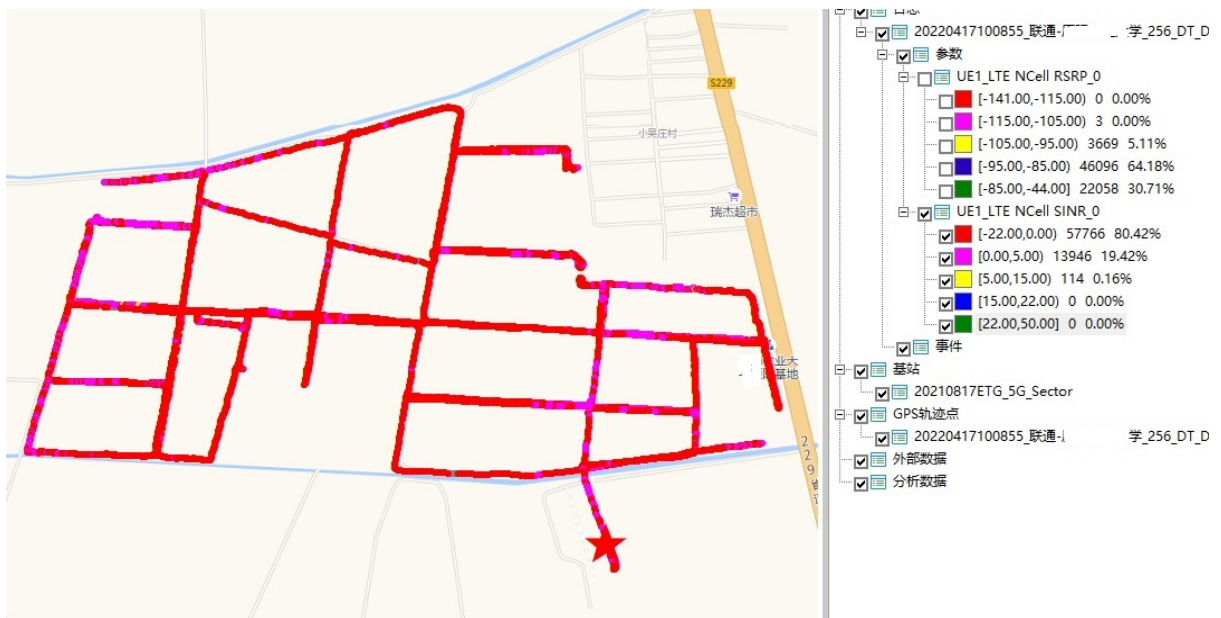 S229
小吴庄村
瑞杰超市
业大
基地
229省道
日志
20220417100855_联通-
学_256_DT_D
参数
UE1_LTE NCell RSRP_0
[-141.00,-115.00) 0 0.00%
[-115.00,-105.00) 3 0.00%
[-105.00,-95.00) 3669 5.11%
[-95.00,-85.00) 46096 64.18%
[-85.00,-44.00] 22058 30.71%
UE1_LTE NCell SINR_0
[-22.00,0.00) 57766 80.42%
[0.00,5.00) 13946 19.42%
[5.00,15.00) 114 0.16%
[15.00,22.00) 0 0.00%
[22.00,50.00] 0 0.00%
事件
基站
20210817ETG_5G_Sector
GPS轨迹点
20220417100855_联通-
学_256_DT_D
外部数据
分析数据